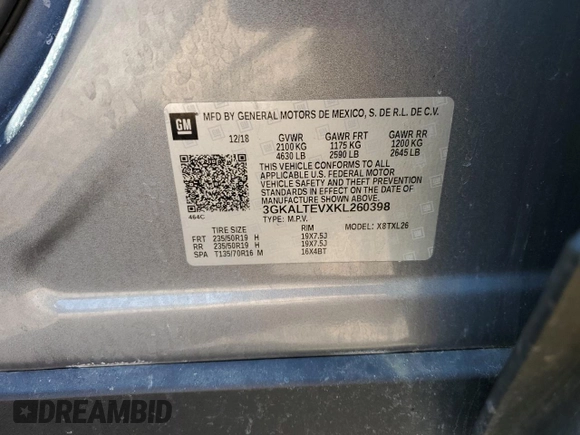 GM
MFD BY GENERAL MOTORS DE MEXICO, S. DE R.L. DE C.V.
12/18 GVWR GAWR FRT GAWR RR
2100 KG 1175 KG 1200 KG
4630 LB 2590 LB 2645 LB
THIS VEHICLE CONFORMS TO ALL
APPLICABLE U.S. FEDERAL MOTOR
VEHICLE SAFETY AND THEFT PREVENTION
STANDARDS IN EFFECT ON THE DATE OF
MANUFACTURE SHOWN ABOVE.
3GKALTEVXKL260398
464C
TYPE: M.P.V. MODEL: X8TXL26
TIRE SIZE RIM
FRT 235/50R19 H 19X7.5J
RR 235/50R19 H 19X7.5J
SPA T135/70R16 M 16X4BT
DREAMBID